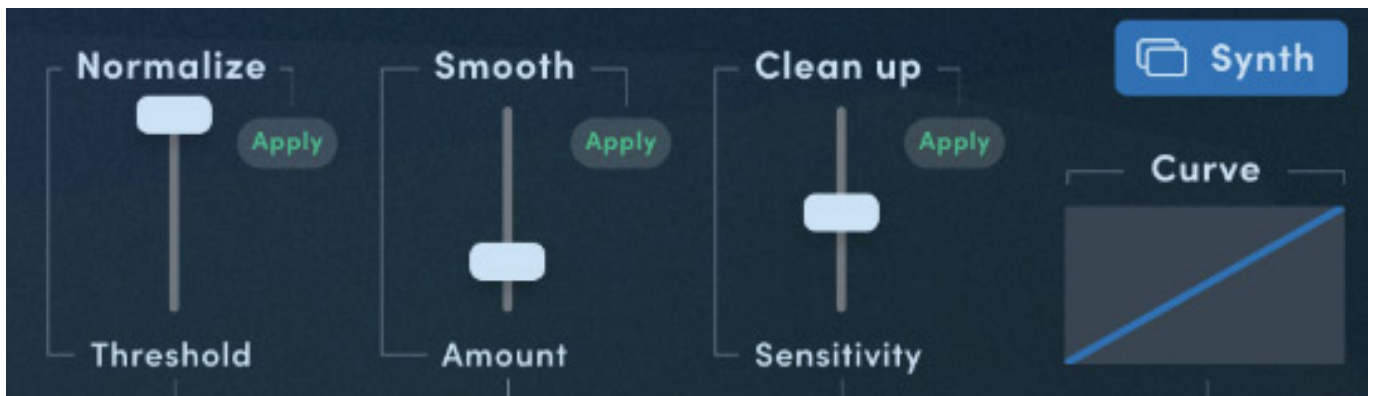 Normalize
Apply
Threshold
Smooth
Apply
Amount
Clean up
Apply
Sensitivity
Synth
Curve